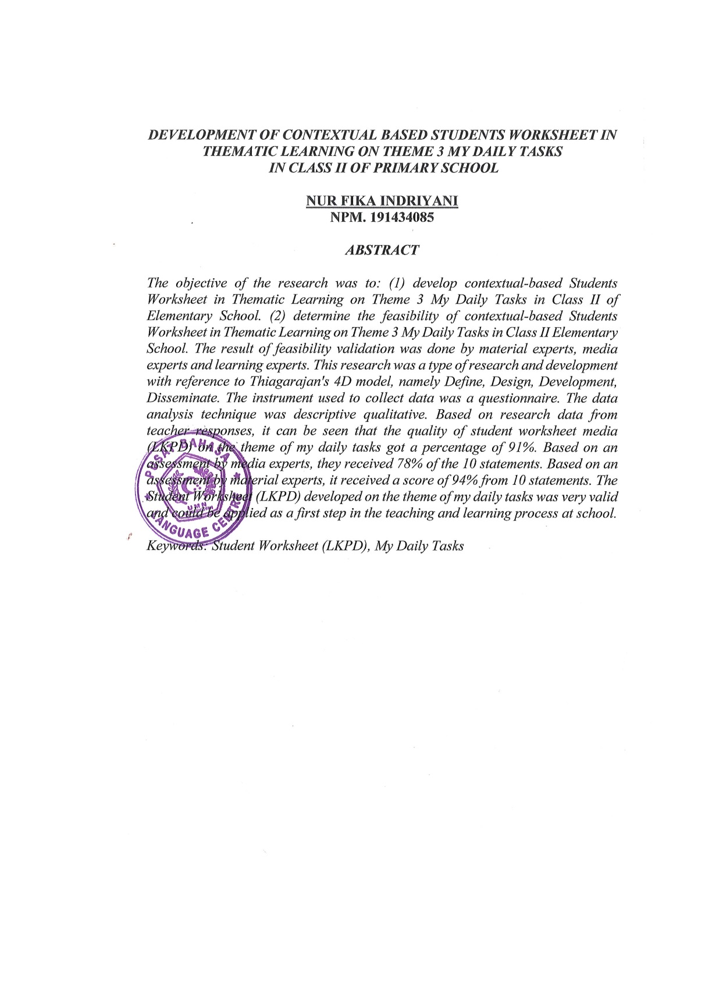 DEVELOPMENT OF CONTEXTUAL BASED STUDENTS WORKSHEET IN
THEMATIC LEARNING ON THEME 3 MY DAILY TASKS
IN CLASS II OF PRIMARY SCHOOL
NUR FIKA INDRIYANI
NPM. 191434085
ABSTRACT
The objective of the research was to: (1) develop contextual-based Students
Worksheet in Thematic Learning on Theme 3 My Daily Tasks in Class II of
Elementary School. (2) determine the feasibility of contextual-based Students
Worksheet in Thematic Learning on Theme 3 My Daily Tasks in Class II Elementary
School. The result of feasibility validation was done by material experts, media
experts and learning experts. This research was a type of research and development
with reference to Thiagarajan's 4D model, namely Define, Design, Development,
Disseminate. The instrument used to collect data was a questionnaire. The data
analysis technique was descriptive qualitative. Based on research data from
teacher responses, it can be seen that the quality of student worksheet media
(LKPD) on the theme of my daily tasks got a percentage of 91%. Based on an
assessment by media experts, they received 78% of the 10 statements. Based on an
assessment by material experts, it received a score of 94% from 10 statements. The
Student Worksheet (LKPD) developed on the theme of my daily tasks was very valid
and could be applied as a first step in the teaching and learning process at school.
Keywords: Student Worksheet (LKPD), My Daily Tasks
PUSAT BAHASA
UMN
LANGUAGE CENTRE